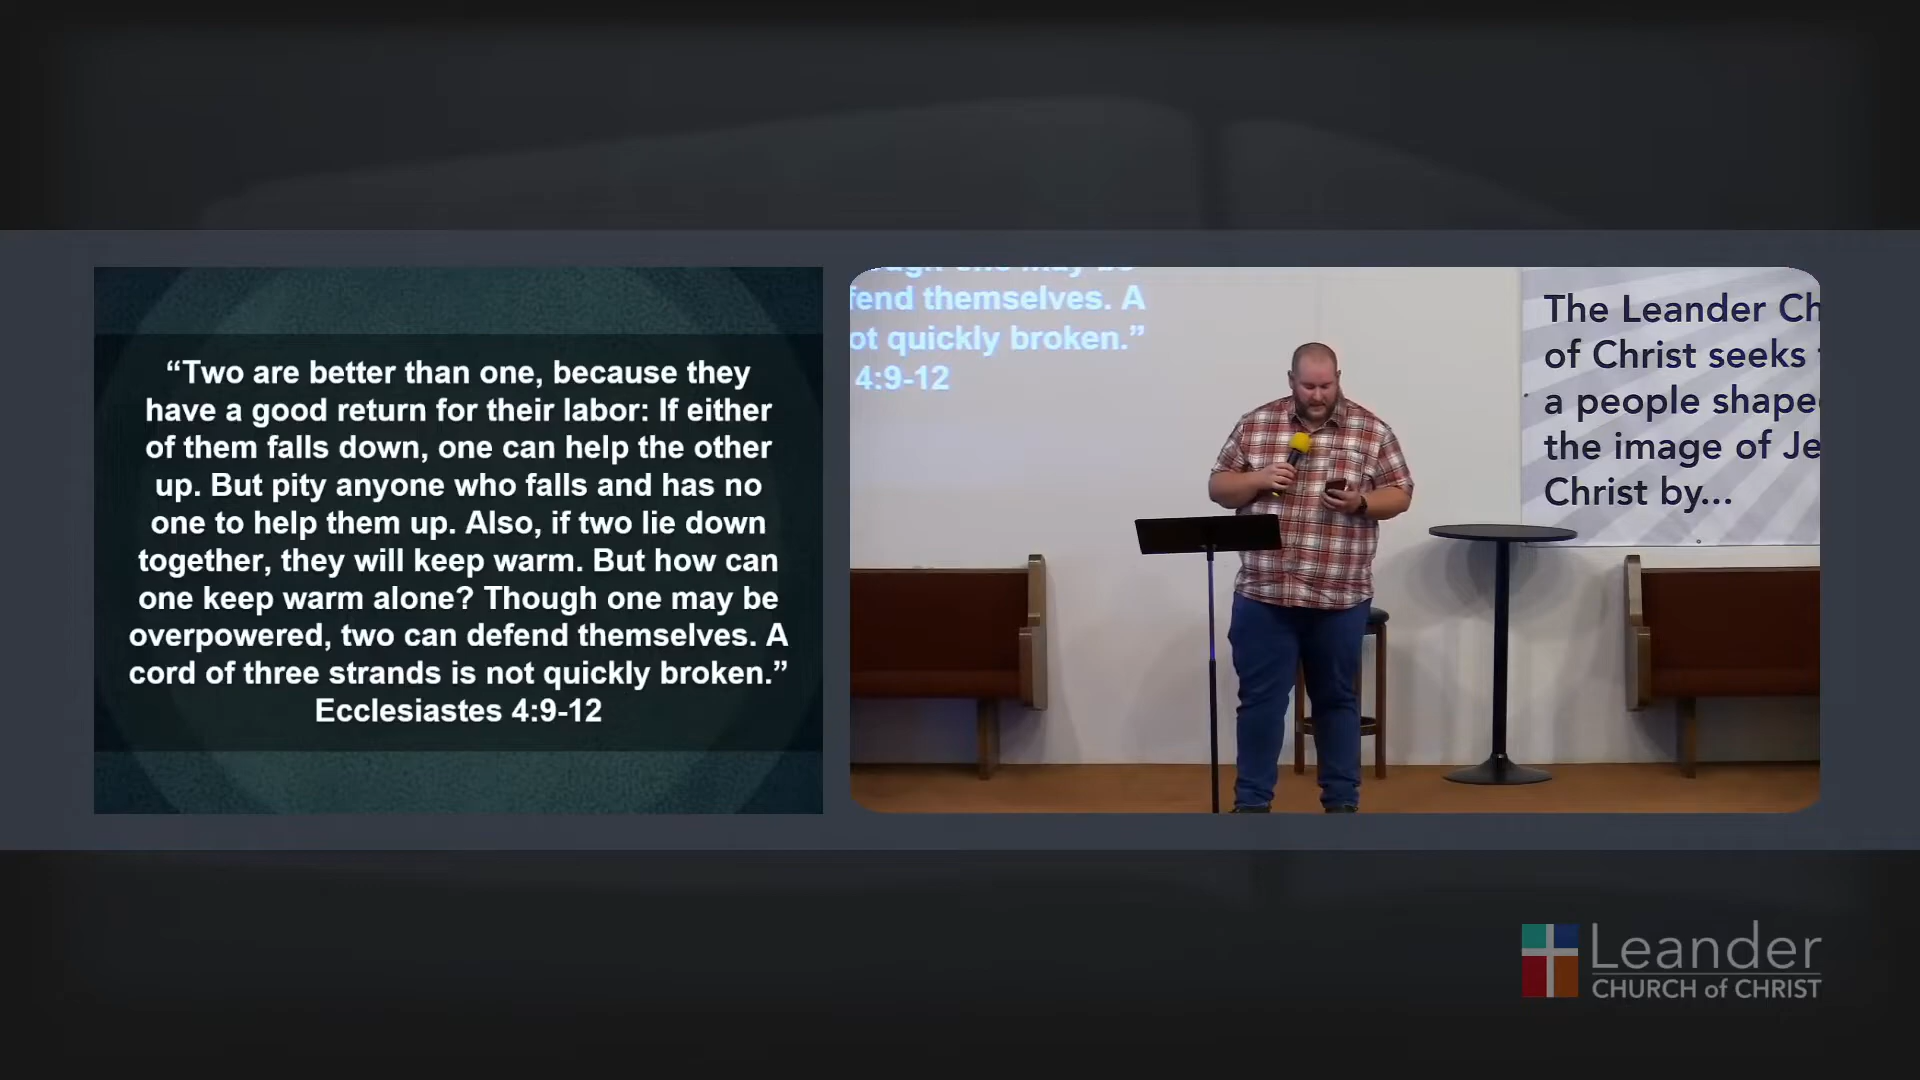 “Two are better than one, because they
have a good return for their labor: If either
of them falls down, one can help the other
up. But pity anyone who falls and has no
one to help them up. Also, if two lie down
together, they will keep warm. But how can
one keep warm alone? Though one may be
overpowered, two can defend themselves. A
cord of three strands is not quickly broken.”
Ecclesiastes 4:9-12
may be
fend themselves. A
ot quickly broken.”
4:9-12
The Leander Ch
of Christ seeks
a people shape
the image of Je
Christ by...
Leander
CHURCH of CHRIST